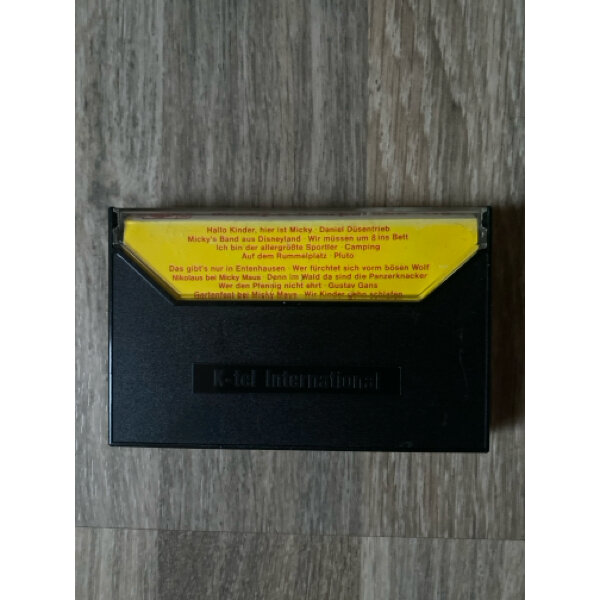 Hallo Kinder, hier ist Micky · Daniel Düsentrieb
Micky's Band aus Disneyland · Wir müssen um 8 ins Bett
Ich bin der allergrößte Sportler · Camping
Auf dem Rummelplatz · Pluto
Das gibt's nur in Entenhausen · Wer fürchtet sich vorm bösen Wolf
Nikolaus bei Micky Maus · Denn im Wald da sind die Panzerknacker
Wer den Pfennig nicht ehrt · Gustav Gans
Gartenfest bei Micky Maus · Wir Kinder gehn schlafen
K-tel International